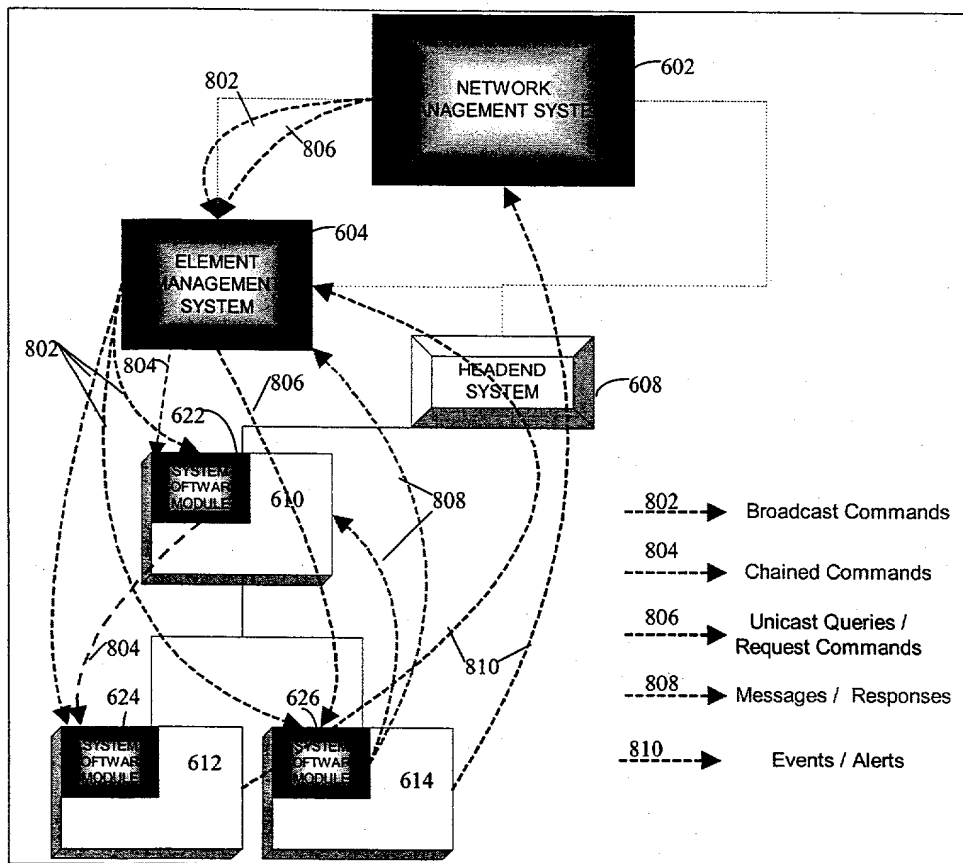 602
NETWORK
ANAGEMENT SYSTE
802
806
604
ELEMENT
MANAGEMEN
SYSTEM
802
804
806
HEADEND
SYSTEM
608
622
SYSTEM
OFTWAR
MODULE
610
808
802
Broadcast Commands
804
Chained Commands
806
Unicast Queries /
Request Commands
808
Messages / Responses
810
Events / Alerts
804
810
624
626
SYSTEM
OFTWAR
MODULE
612
SYSTEM
OFTWAR
MODULE
614